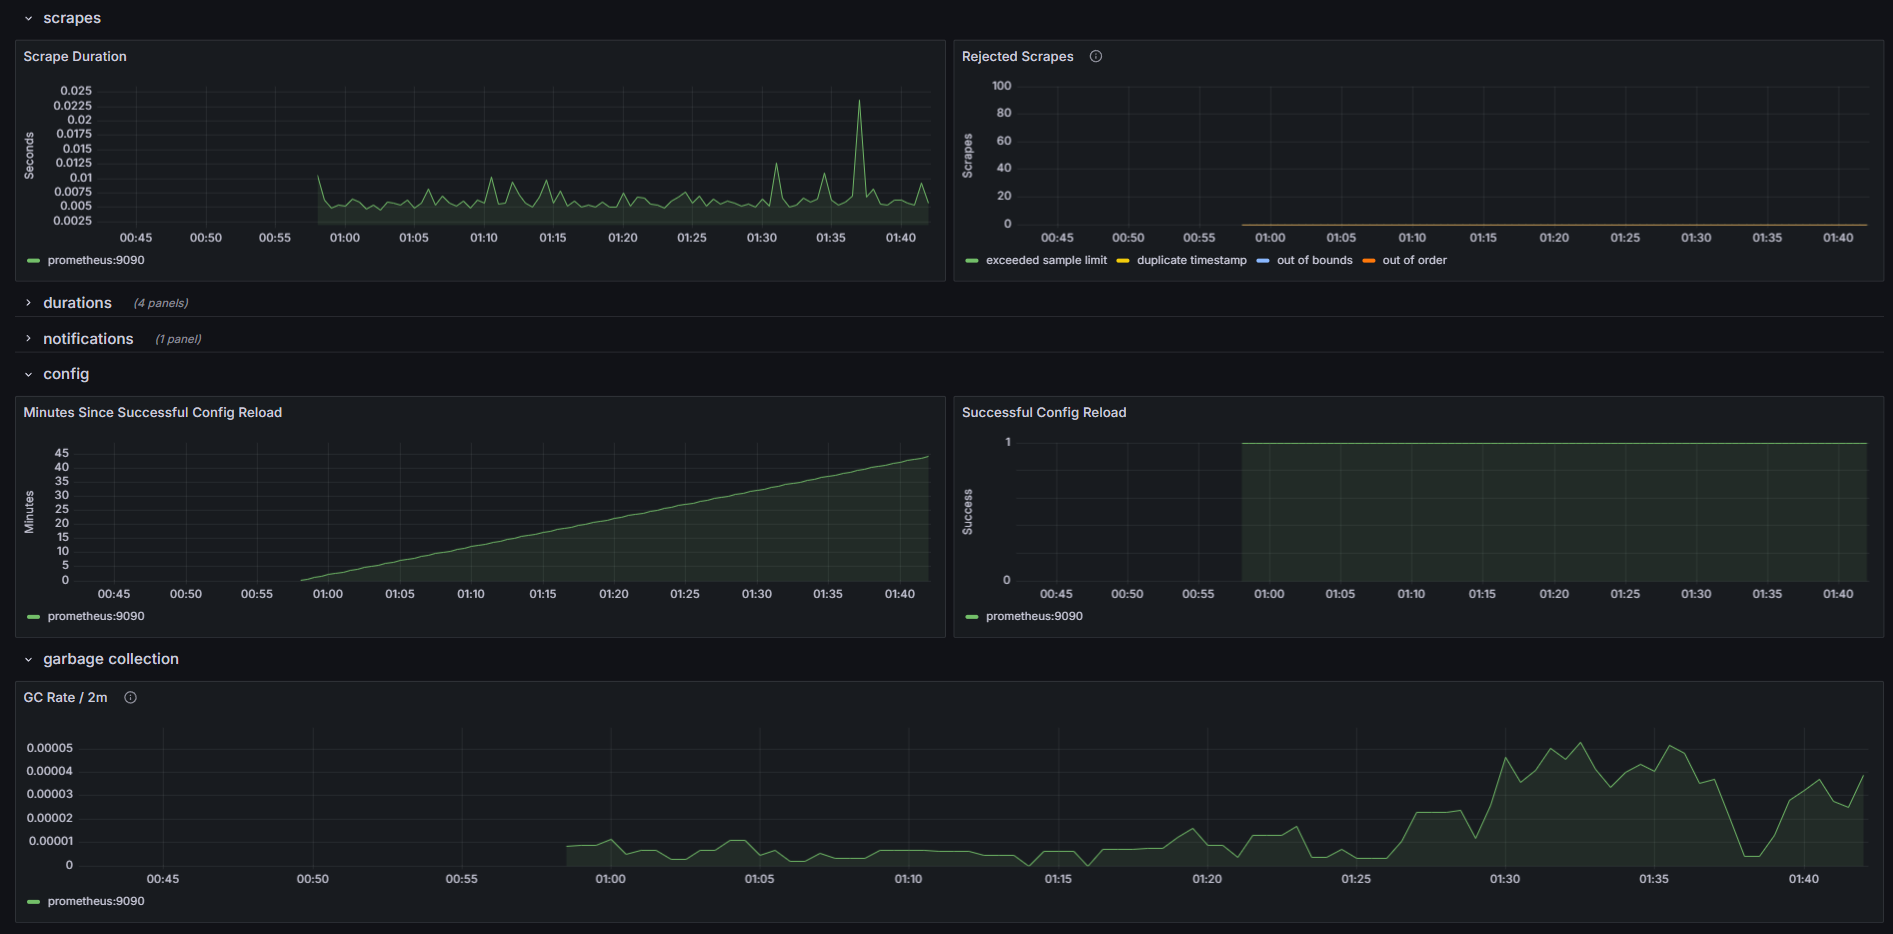 scrapes
Scrape Duration
Seconds
0.025
0.0225
0.02
0.0175
0.015
0.0125
0.01
0.0075
0.005
0.0025
00:45 00:50 00:55 01:00 01:05 01:10 01:15 01:20 01:25 01:30 01:35 01:40
prometheus:9090
Rejected Scrapes
Scrapes
100
80
60
40
20
0
00:45 00:50 00:55 01:00 01:05 01:10 01:15 01:20 01:25 01:30 01:35 01:40
exceeded sample limit duplicate timestamp out of bounds out of order
durations (4 panels)
notifications (1 panel)
config
Minutes Since Successful Config Reload
Minutes
45
40
35
30
25
20
15
10
5
0
00:45 00:50 00:55 01:00 01:05 01:10 01:15 01:20 01:25 01:30 01:35 01:40
prometheus:9090
Successful Config Reload
Success
1
0
00:45 00:50 00:55 01:00 01:05 01:10 01:15 01:20 01:25 01:30 01:35 01:40
prometheus:9090
garbage collection
GC Rate / 2m
0.00005
0.00004
0.00003
0.00002
0.00001
0
00:45 00:50 00:55 01:00 01:05 01:10 01:15 01:20 01:25 01:30 01:35 01:40
prometheus:9090